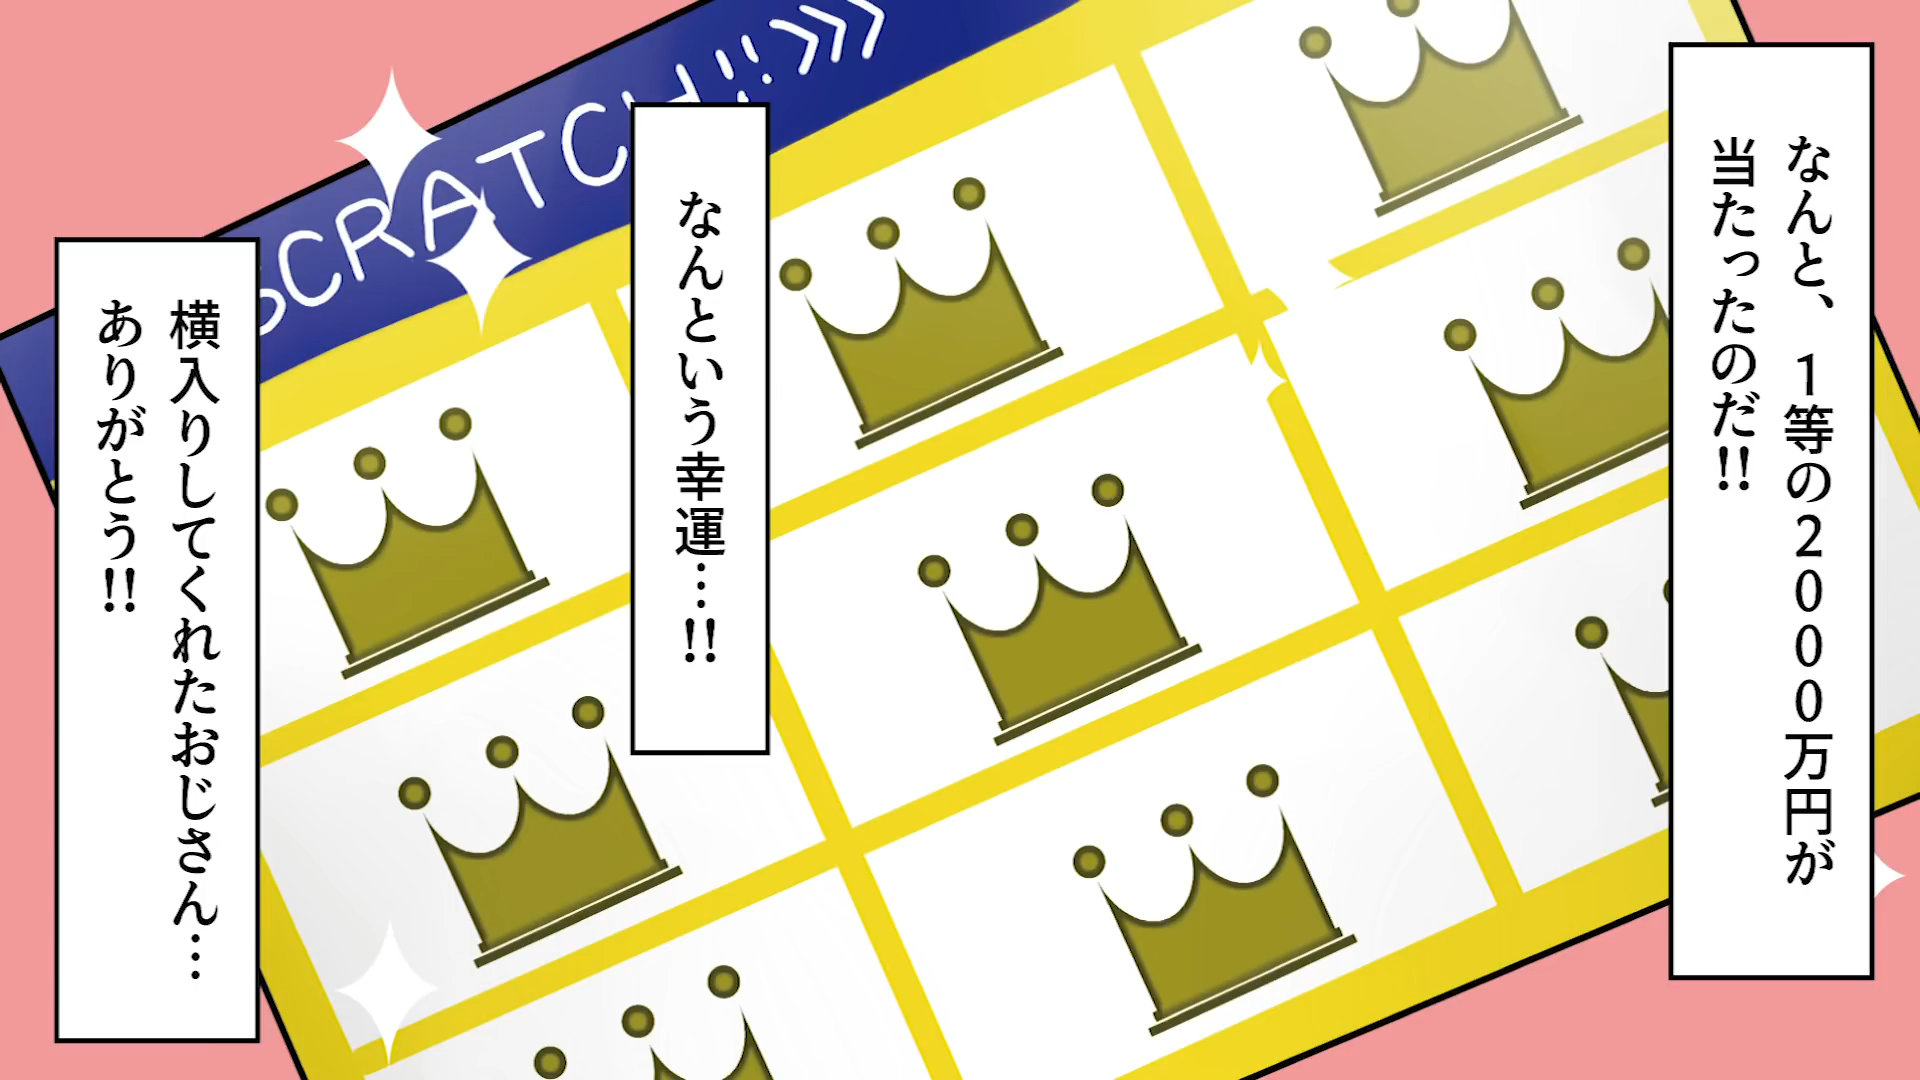 なんと、1等の2000万円が
当たったのだ!!
なんという幸運…!!
横入りしてくれたおじさん…
ありがとう!!
SCRATCH!!>>>